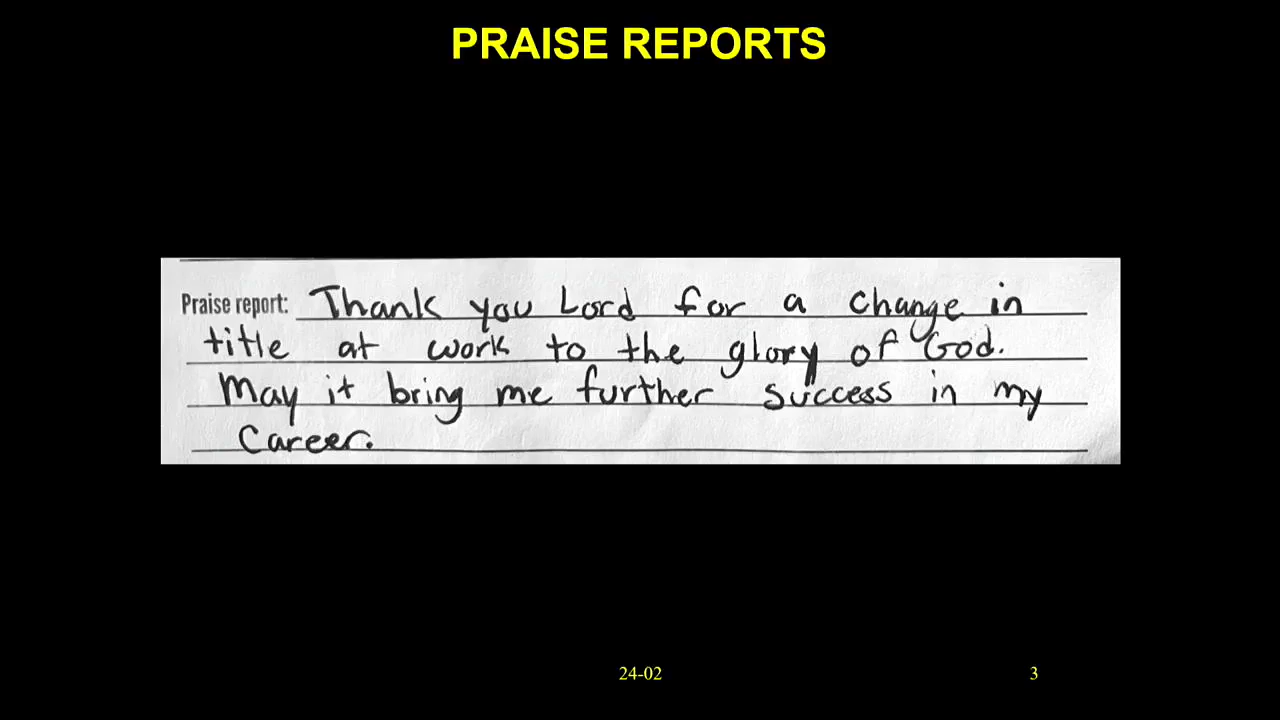 PRAISE REPORTS
Praise report: Thank you Lord for a change in
title at work to the glory of God.
May it bring me further success in my
Career.
24-02
3